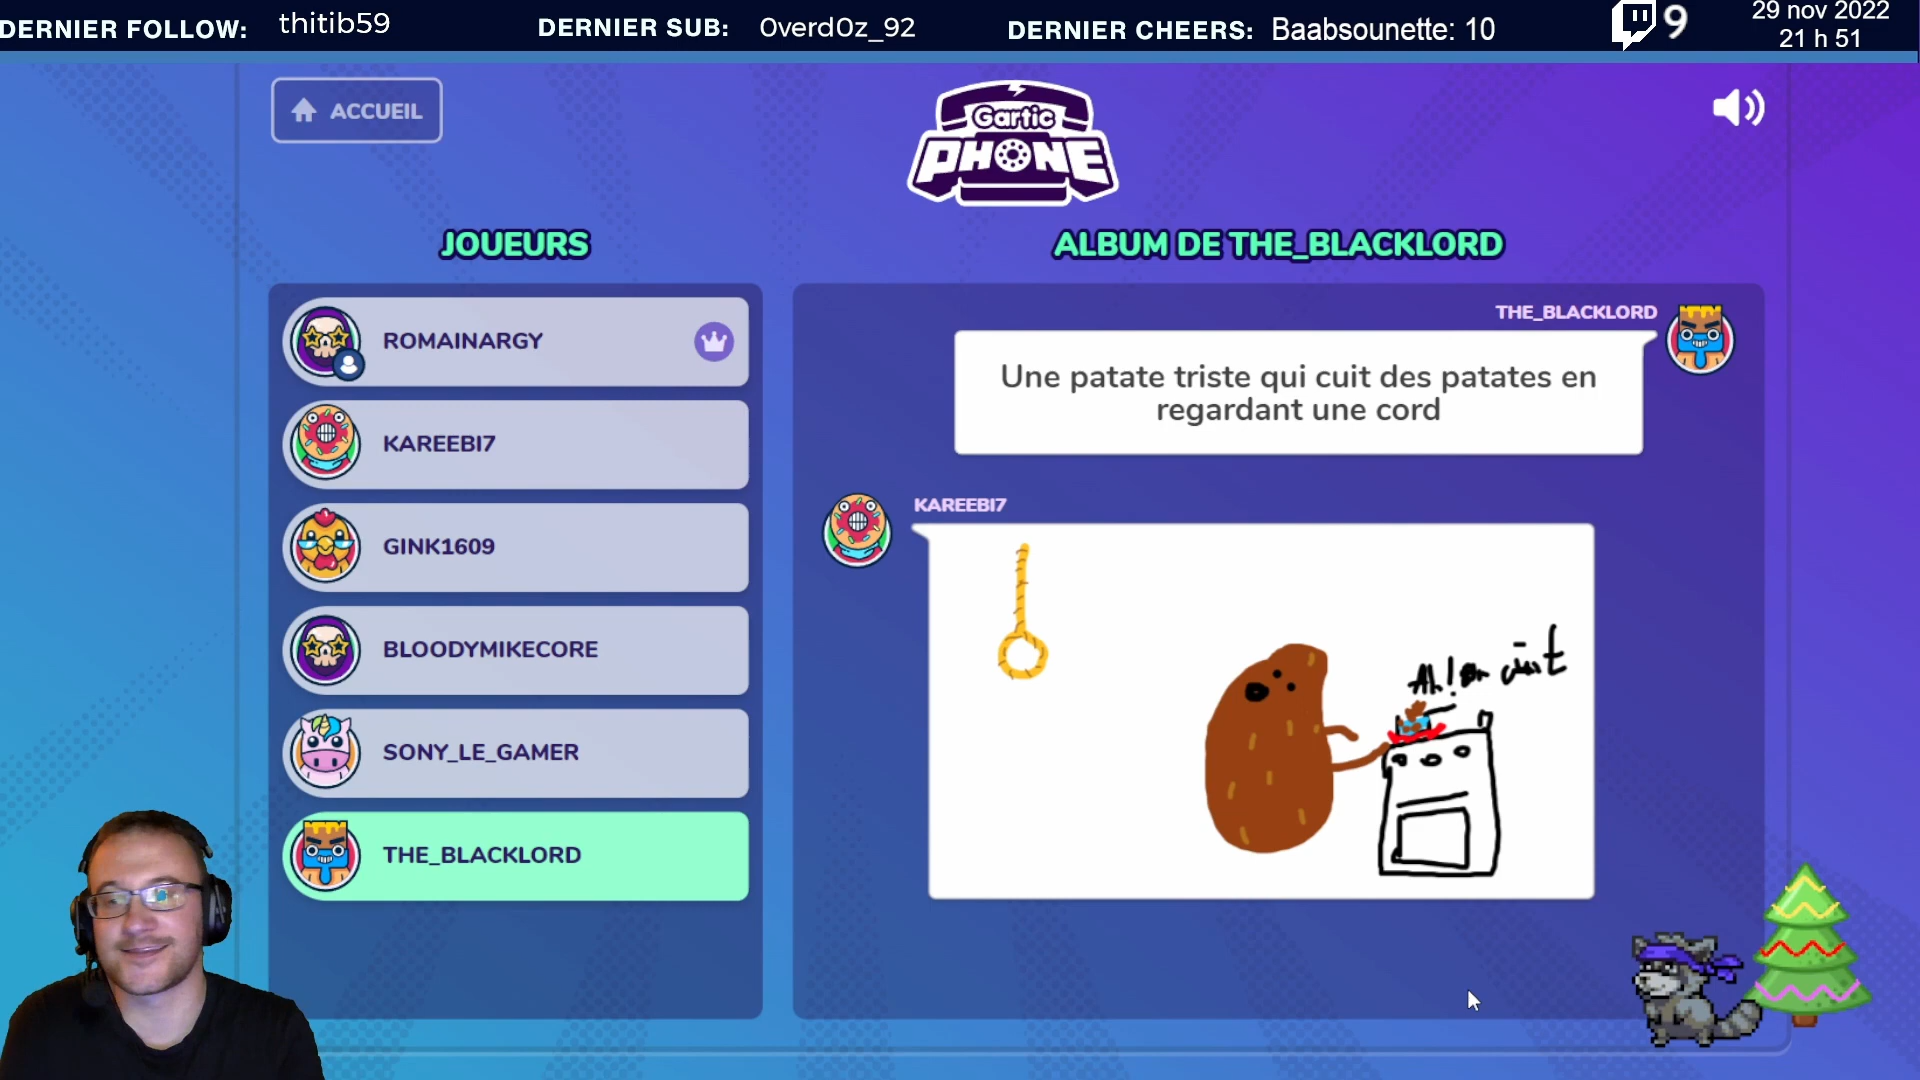 DERNIER FOLLOW: thitib59 DERNIER SUB: 0verd0z_92 DERNIER CHEERS: Baabsounette: 10 9 29 nov 2022
21 h 51
ACCUEIL
Gartic
PHONE
JOUEURS
ROMAINARGY
KAREEBI7
GINK1609
BLOODYMIKECORE
SONY_LE_GAMER
THE_BLACKLORD
ALBUM DE THE_BLACKLORD
THE_BLACKLORD
Une patate triste qui cuit des patates en
regardant une cord
KAREEBI7
Ah!